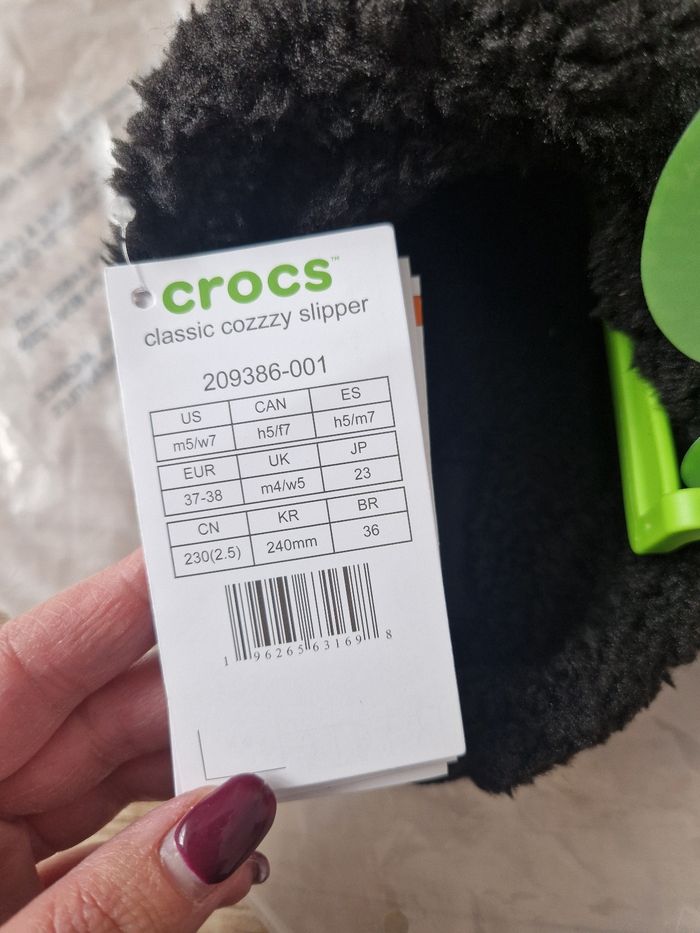 crocs™
classic cozzzy slipper
209386-001
US CAN ES
m5/w7 h5/f7 h5/m7
EUR UK JP
37-38 m4/w5 23
CN KR BR
230(2.5) 240mm 36
1 96265 63169 8